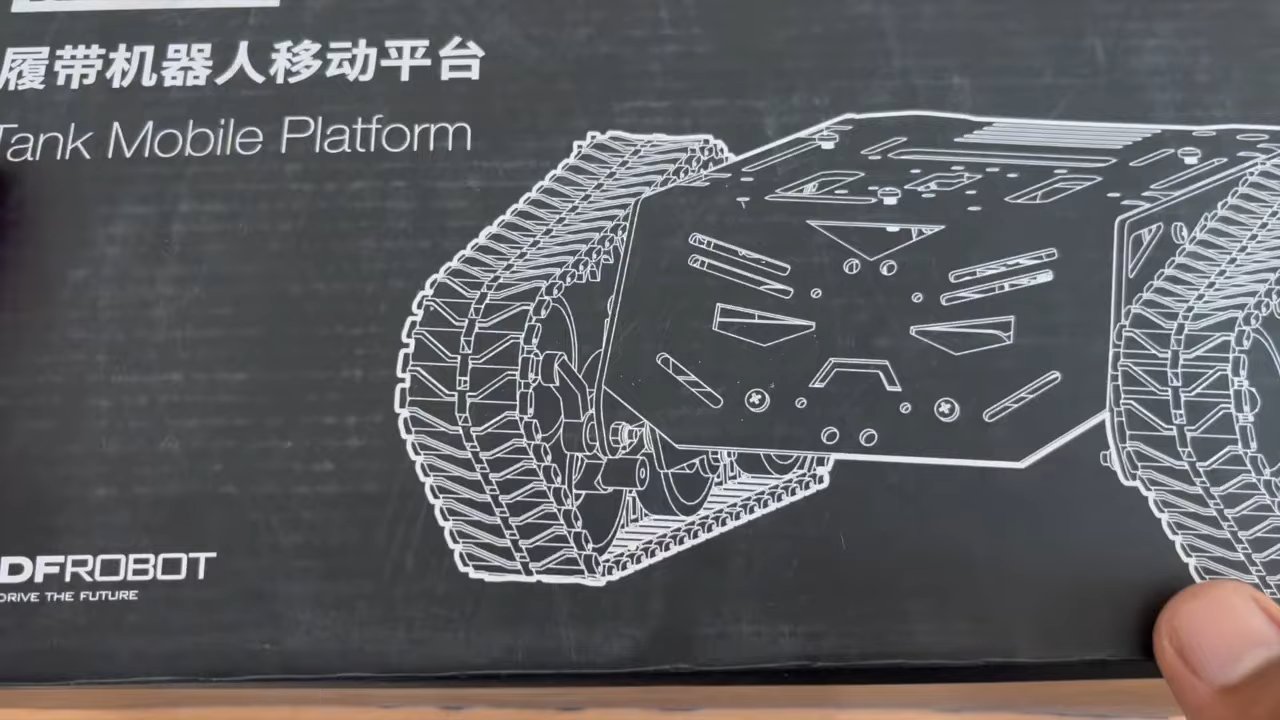 履带机器人移动平台
Tank Mobile Platform
DFROBOT
DRIVE THE FUTURE